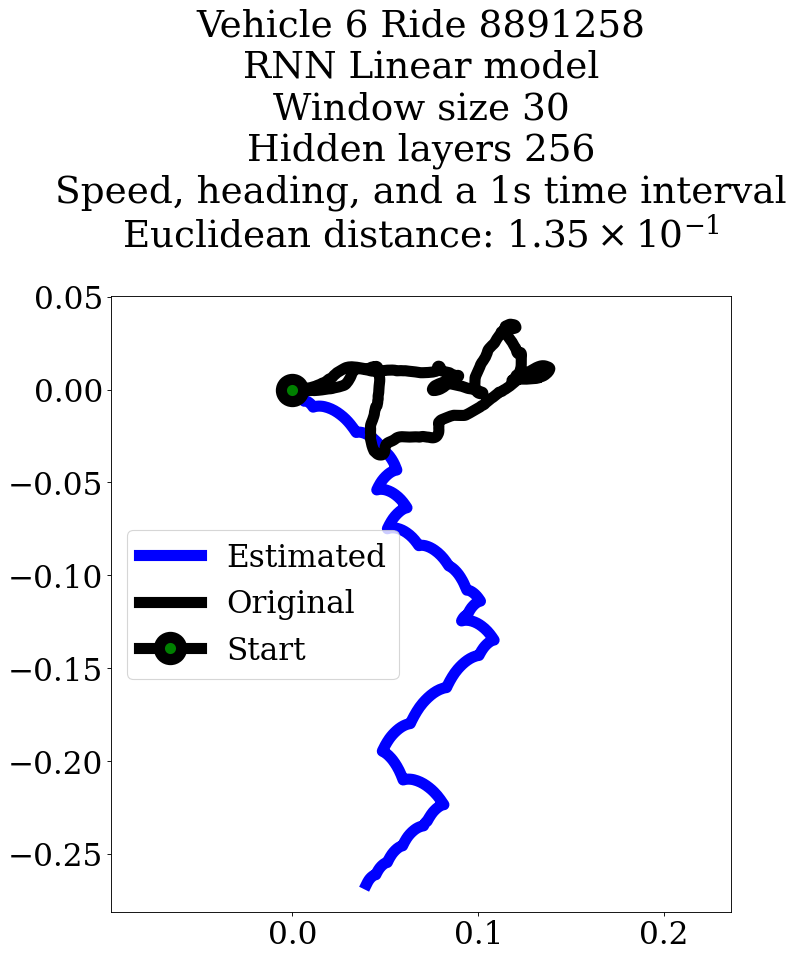 Vehicle 6 Ride 8891258
RNN Linear model
Window size 30
Hidden layers 256
Speed, heading, and a 1s time interval
Euclidean distance: 1.35 × 10⁻¹
0.05
0.00
−0.05
−0.10
−0.15
−0.20
−0.25
Estimated
Original
Start
0.0
0.1
0.2